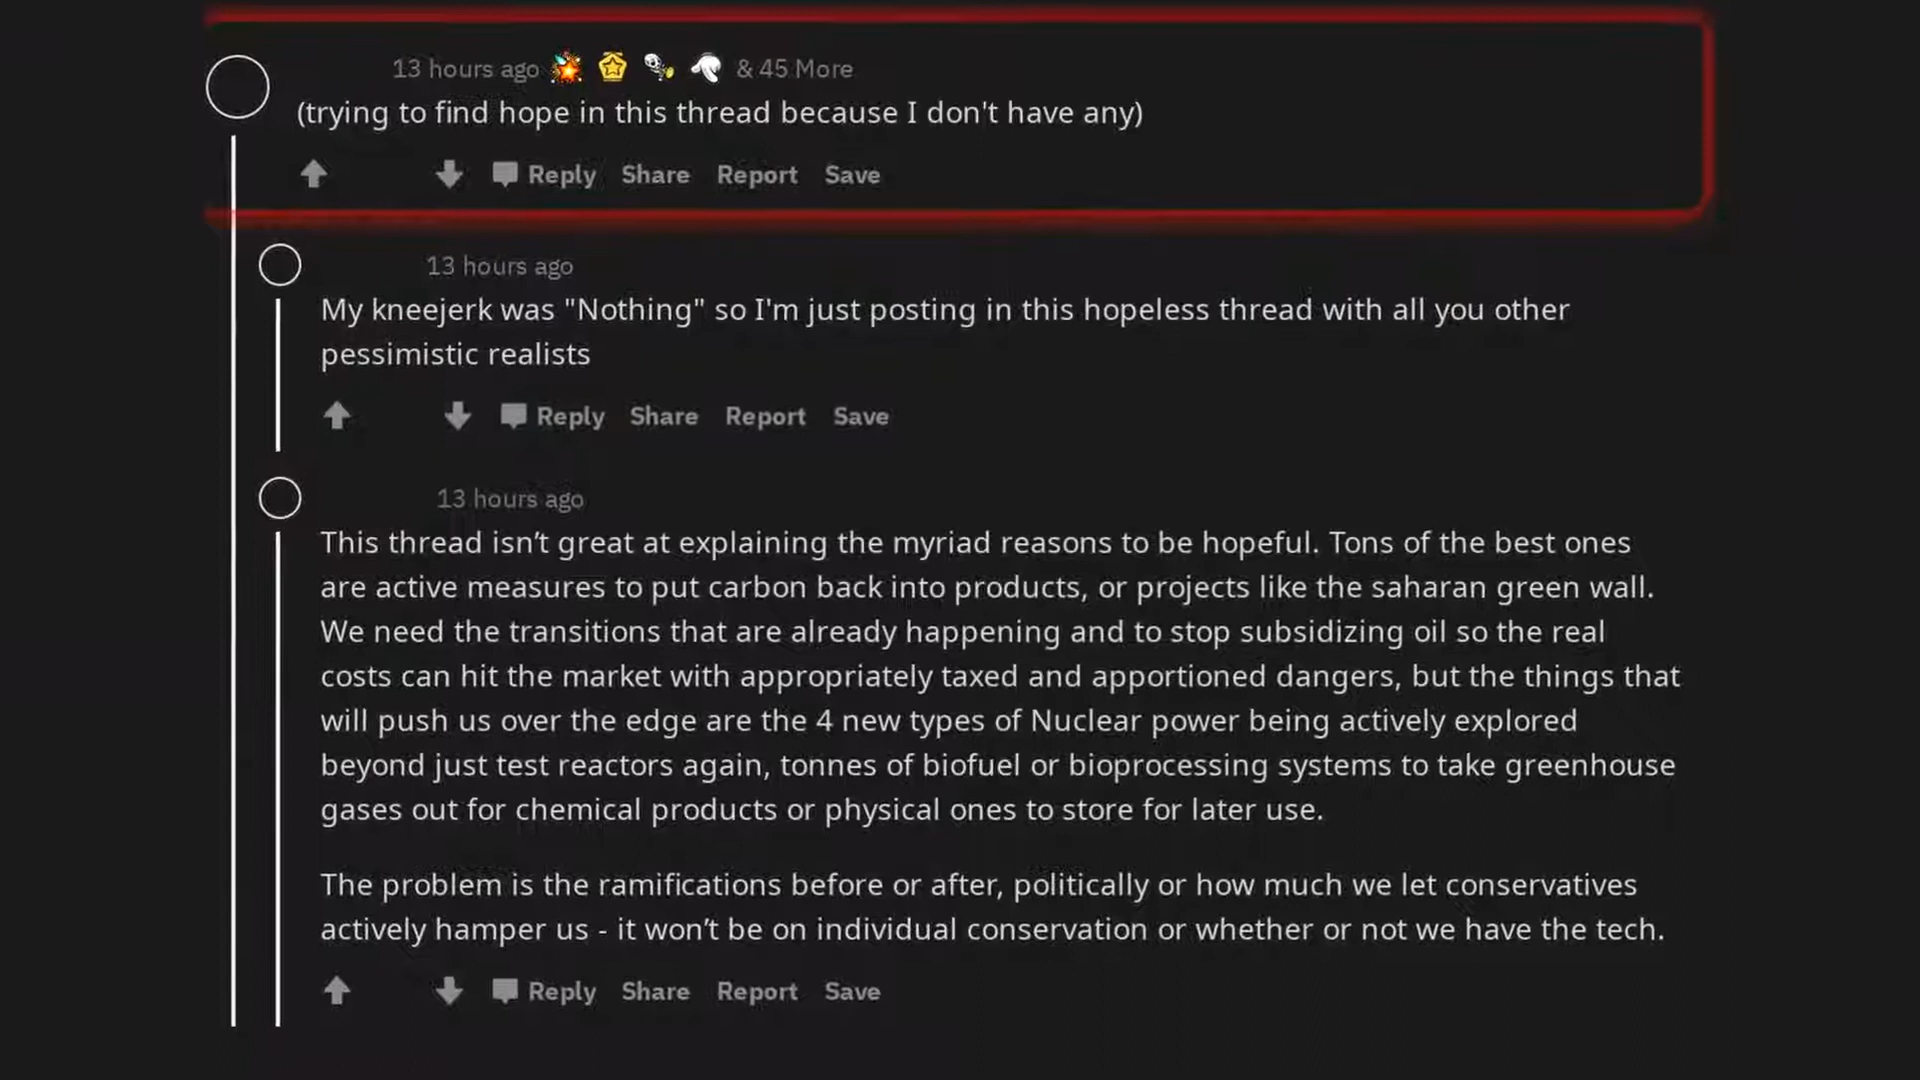 13 hours ago & 45 More
(trying to find hope in this thread because I don't have any)
Reply Share Report Save
13 hours ago
My kneejerk was "Nothing" so I'm just posting in this hopeless thread with all you other
pessimistic realists
Reply Share Report Save
13 hours ago
This thread isn’t great at explaining the myriad reasons to be hopeful. Tons of the best ones
are active measures to put carbon back into products, or projects like the saharan green wall.
We need the transitions that are already happening and to stop subsidizing oil so the real
costs can hit the market with appropriately taxed and apportioned dangers, but the things that
will push us over the edge are the 4 new types of Nuclear power being actively explored
beyond just test reactors again, tonnes of biofuel or bioprocessing systems to take greenhouse
gases out for chemical products or physical ones to store for later use.
The problem is the ramifications before or after, politically or how much we let conservatives
actively hamper us - it won’t be on individual conservation or whether or not we have the tech.
Reply Share Report Save